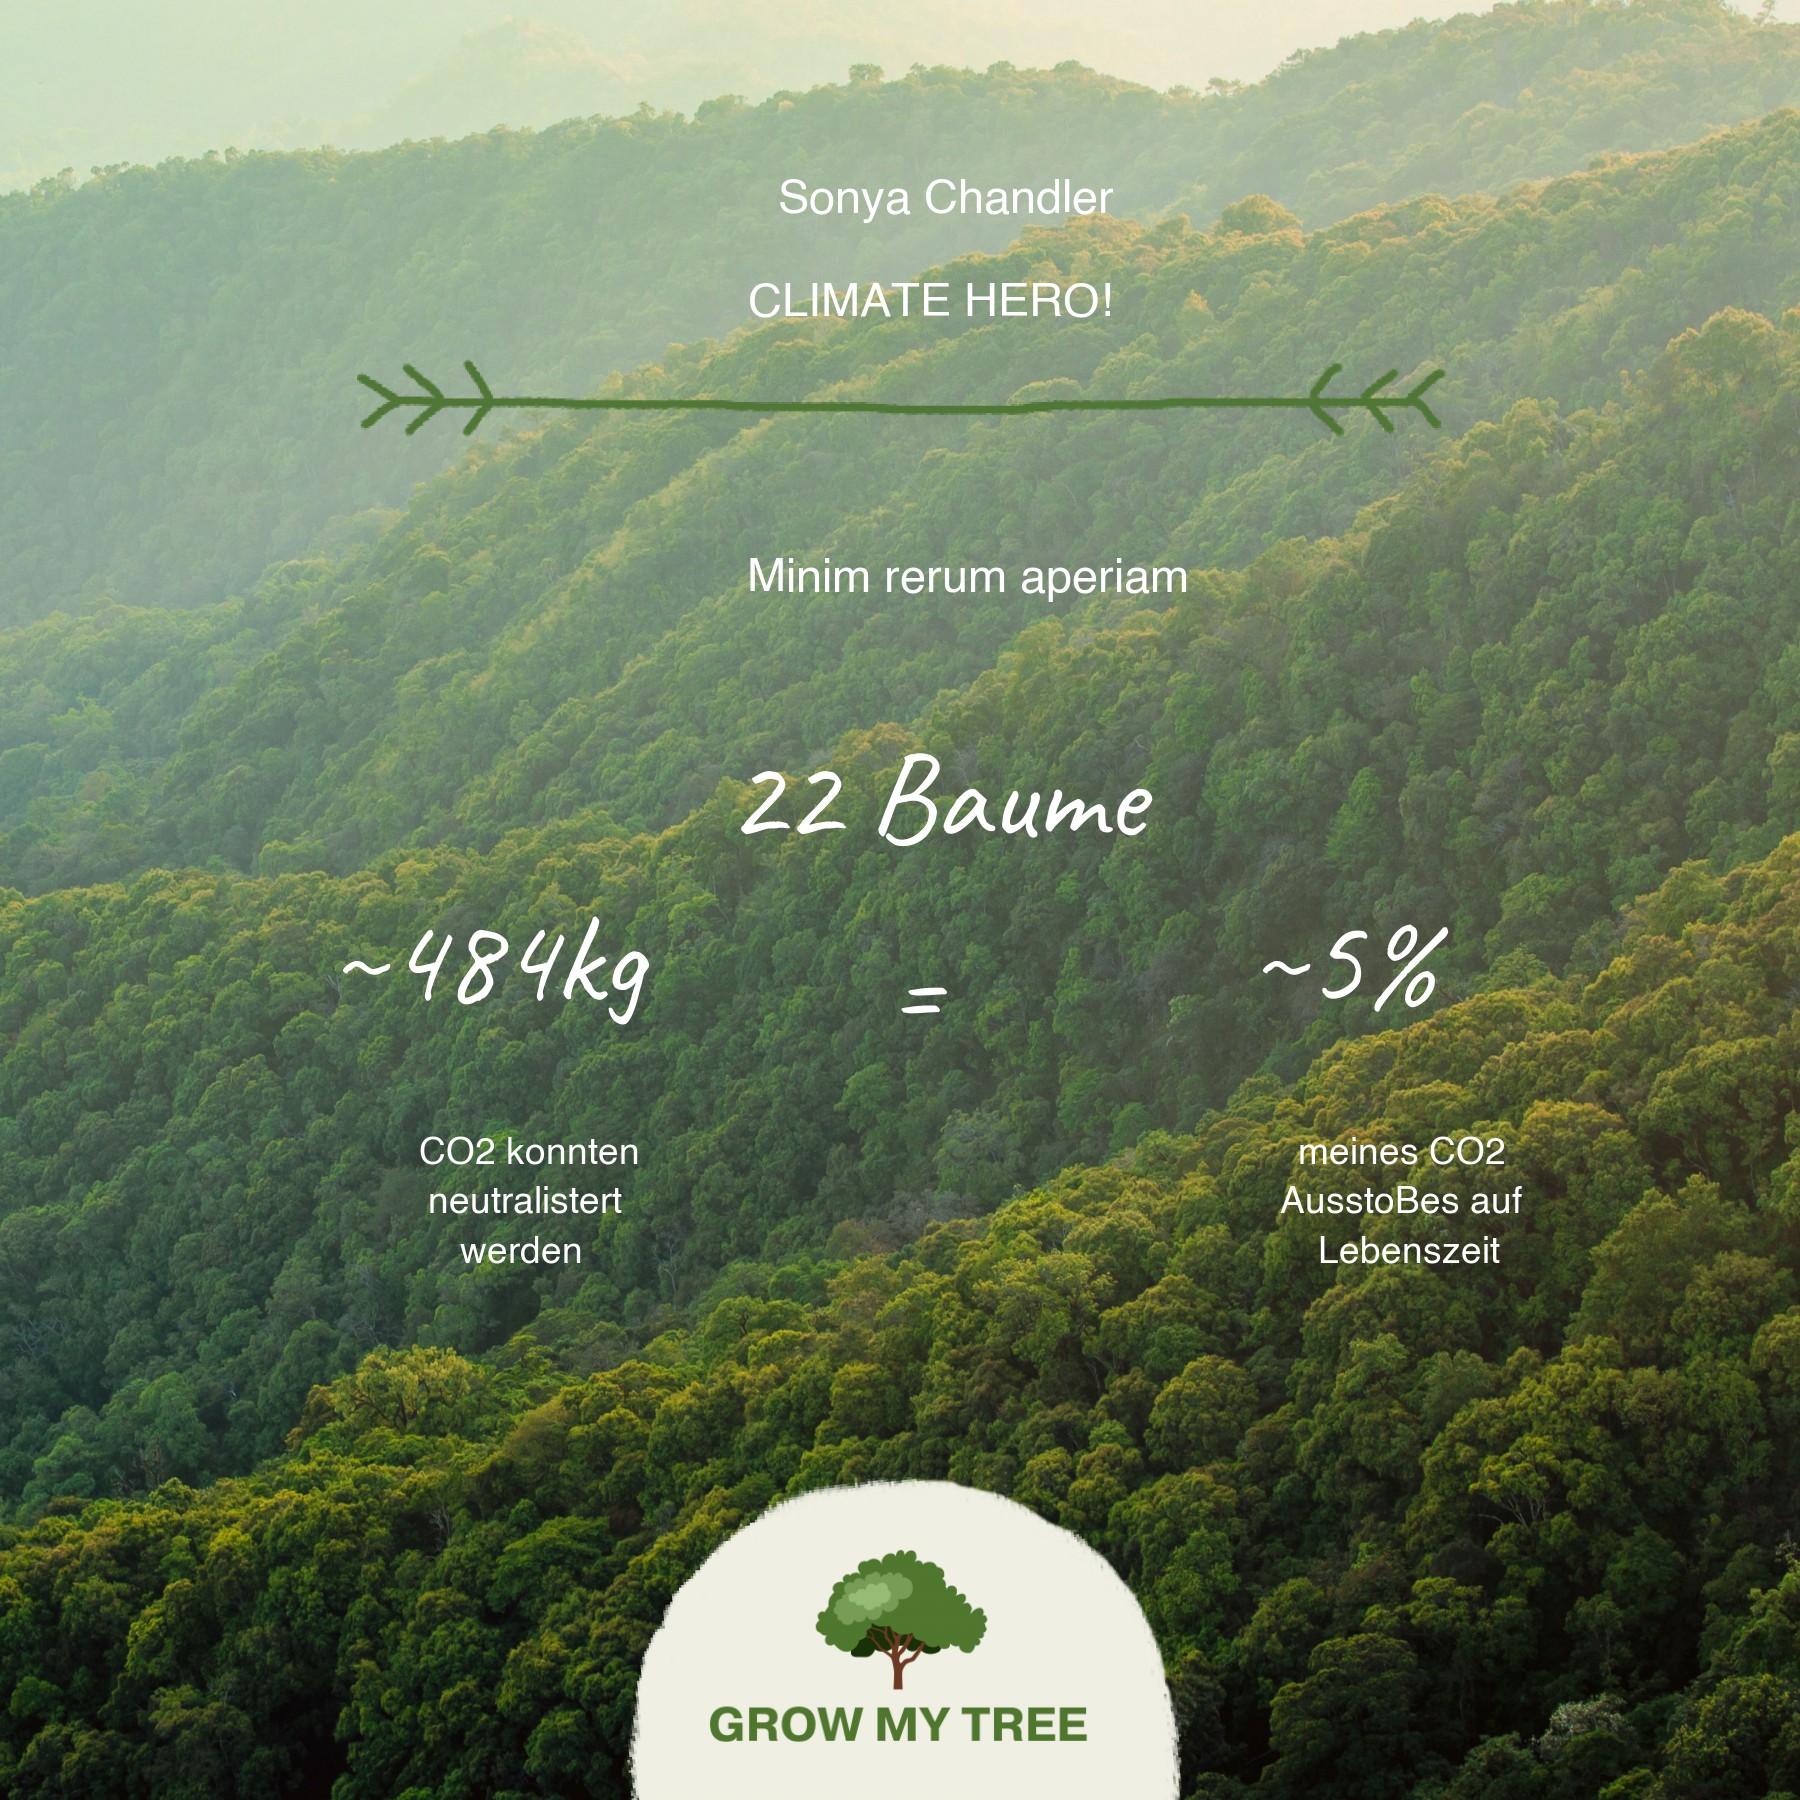 Sonya Chandler
CLIMATE HERO!
Minim rerum aperiam
22 Baume
~484kg
=
~5%
CO2 konnten
neutralistert
werden
meines CO2
AusstoBes auf
Lebenszeit
GROW MY TREE